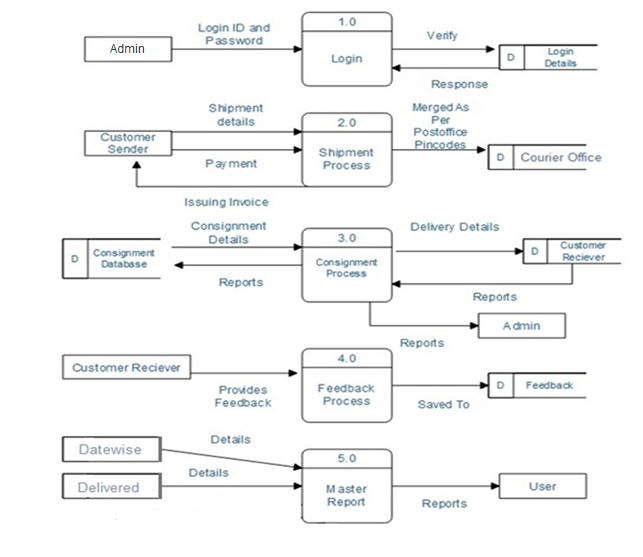 1.0
Login ID and
Password
Admin
Verify
Login
D
Login
Details
Response
Shipment
details
Merged As
Per
Postoffice
Pincodes
2.0
Customer
Sender
Shipment
Process
D
Courier Office
Payment
Issuing Invoice
Consignment
Details
Delivery Details
3.0
D
Consignment
Database
Consignment
Process
D
Customer
Reciever
Reports
Reports
Admin
Reports
4.0
Customer Reciever
Provides
Feedback
Feedback
Process
D
Feedback
Saved To
Datewise
Details
5.0
Details
Delivered
Master
Report
User
Reports